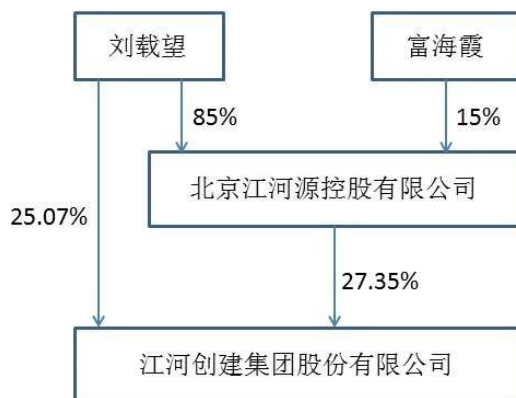 刘载望
富海霞
85%
15%
北京江河源控股有限公司
25.07%
27.35%
江河创建集团股份有限公司